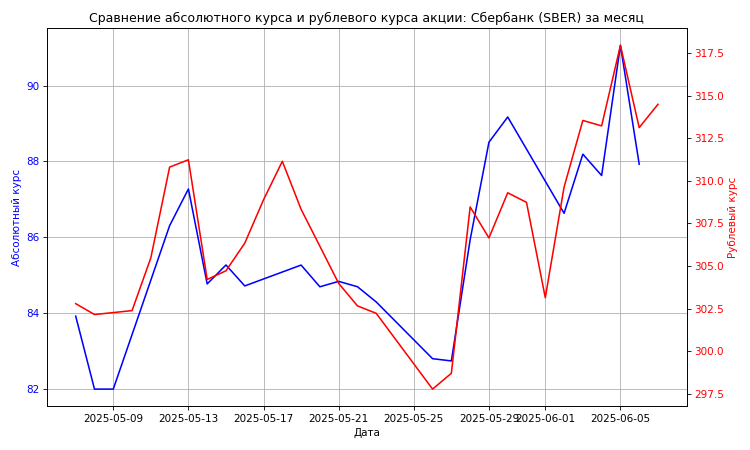 Сравнение абсолютного курса и рублевого курса акции: Сбербанк (SBER) за месяц
Абсолютный курс
90
88
86
84
82
317.5
315.0
312.5
310.0
307.5
305.0
302.5
300.0
297.5
Рублевый курс
2025-05-09 2025-05-13 2025-05-17 2025-05-21 2025-05-25 2025-05-29 2025-06-01 2025-06-05
Дата